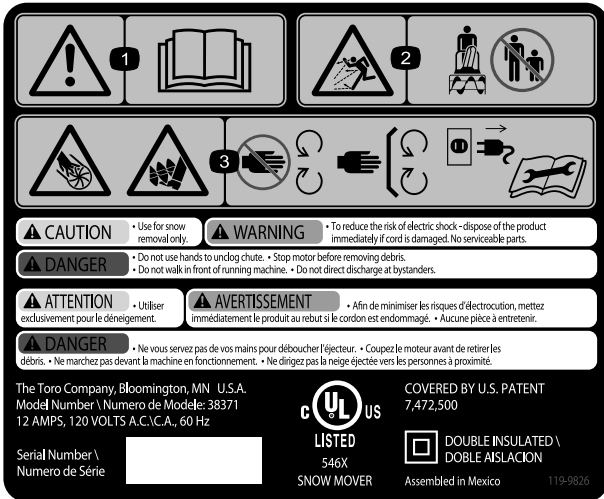 1
2
3
CAUTION • Use for snow removal only.
WARNING • To reduce the risk of electric shock - dispose of the product immediately if cord is damaged. No serviceable parts.
DANGER • Do not use hands to unclog chute. • Stop motor before removing debris.
• Do not walk in front of running machine. • Do not direct discharge at bystanders.
ATTENTION • Utiliser
exclusivement pour le déneigement.
AVERTISSEMENT • Afin de minimiser les risques d'électrocution, mettez
immédiatement le produit au rebut si le cordon est endommagé. • Aucune pièce à entretenir.
DANGER • Ne vous servez pas de vos mains pour déboucher l'éjecteur. • Coupez le moteur avant de retirer les
débris. • Ne marchez pas devant la machine en fonctionnement. • Ne dirigez pas la neige éjectée vers les personnes à proximité.
The Toro Company, Bloomington, MN U.S.A.
Model Number \ Numero de Modele: 38371
12 AMPS, 120 VOLTS A.C.\C.A., 60 Hz
Serial Number \
Numero de Série
C UL US
LISTED
546X
SNOW MOVER
COVERED BY U.S. PATENT
7,472,500
DOUBLE INSULATED \
DOBLE AISLACION
Assembled in Mexico
119-9826